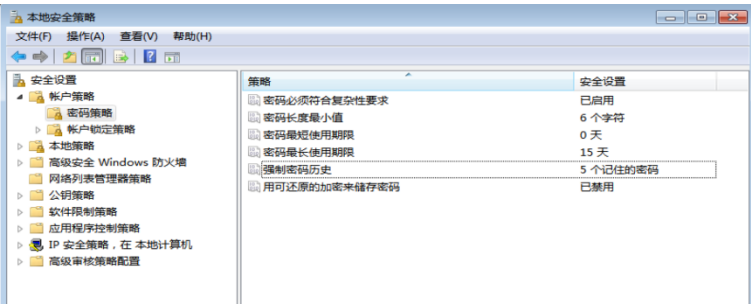 本地安全策略
文件(F) 操作(A) 查看(V) 帮助(H)
安全设置
帐户策略
密码策略
帐户锁定策略
本地策略
高级安全 Windows 防火墙
网络列表管理器策略
公钥策略
软件限制策略
应用程序控制策略
IP 安全策略，在 本地计算机
高级审核策略配置
策略 安全设置
密码必须符合复杂性要求 已启用
密码长度最小值 6 个字符
密码最短使用期限 0 天
密码最长使用期限 15 天
强制密码历史 5 个记住的密码
用可还原的加密来储存密码 已禁用